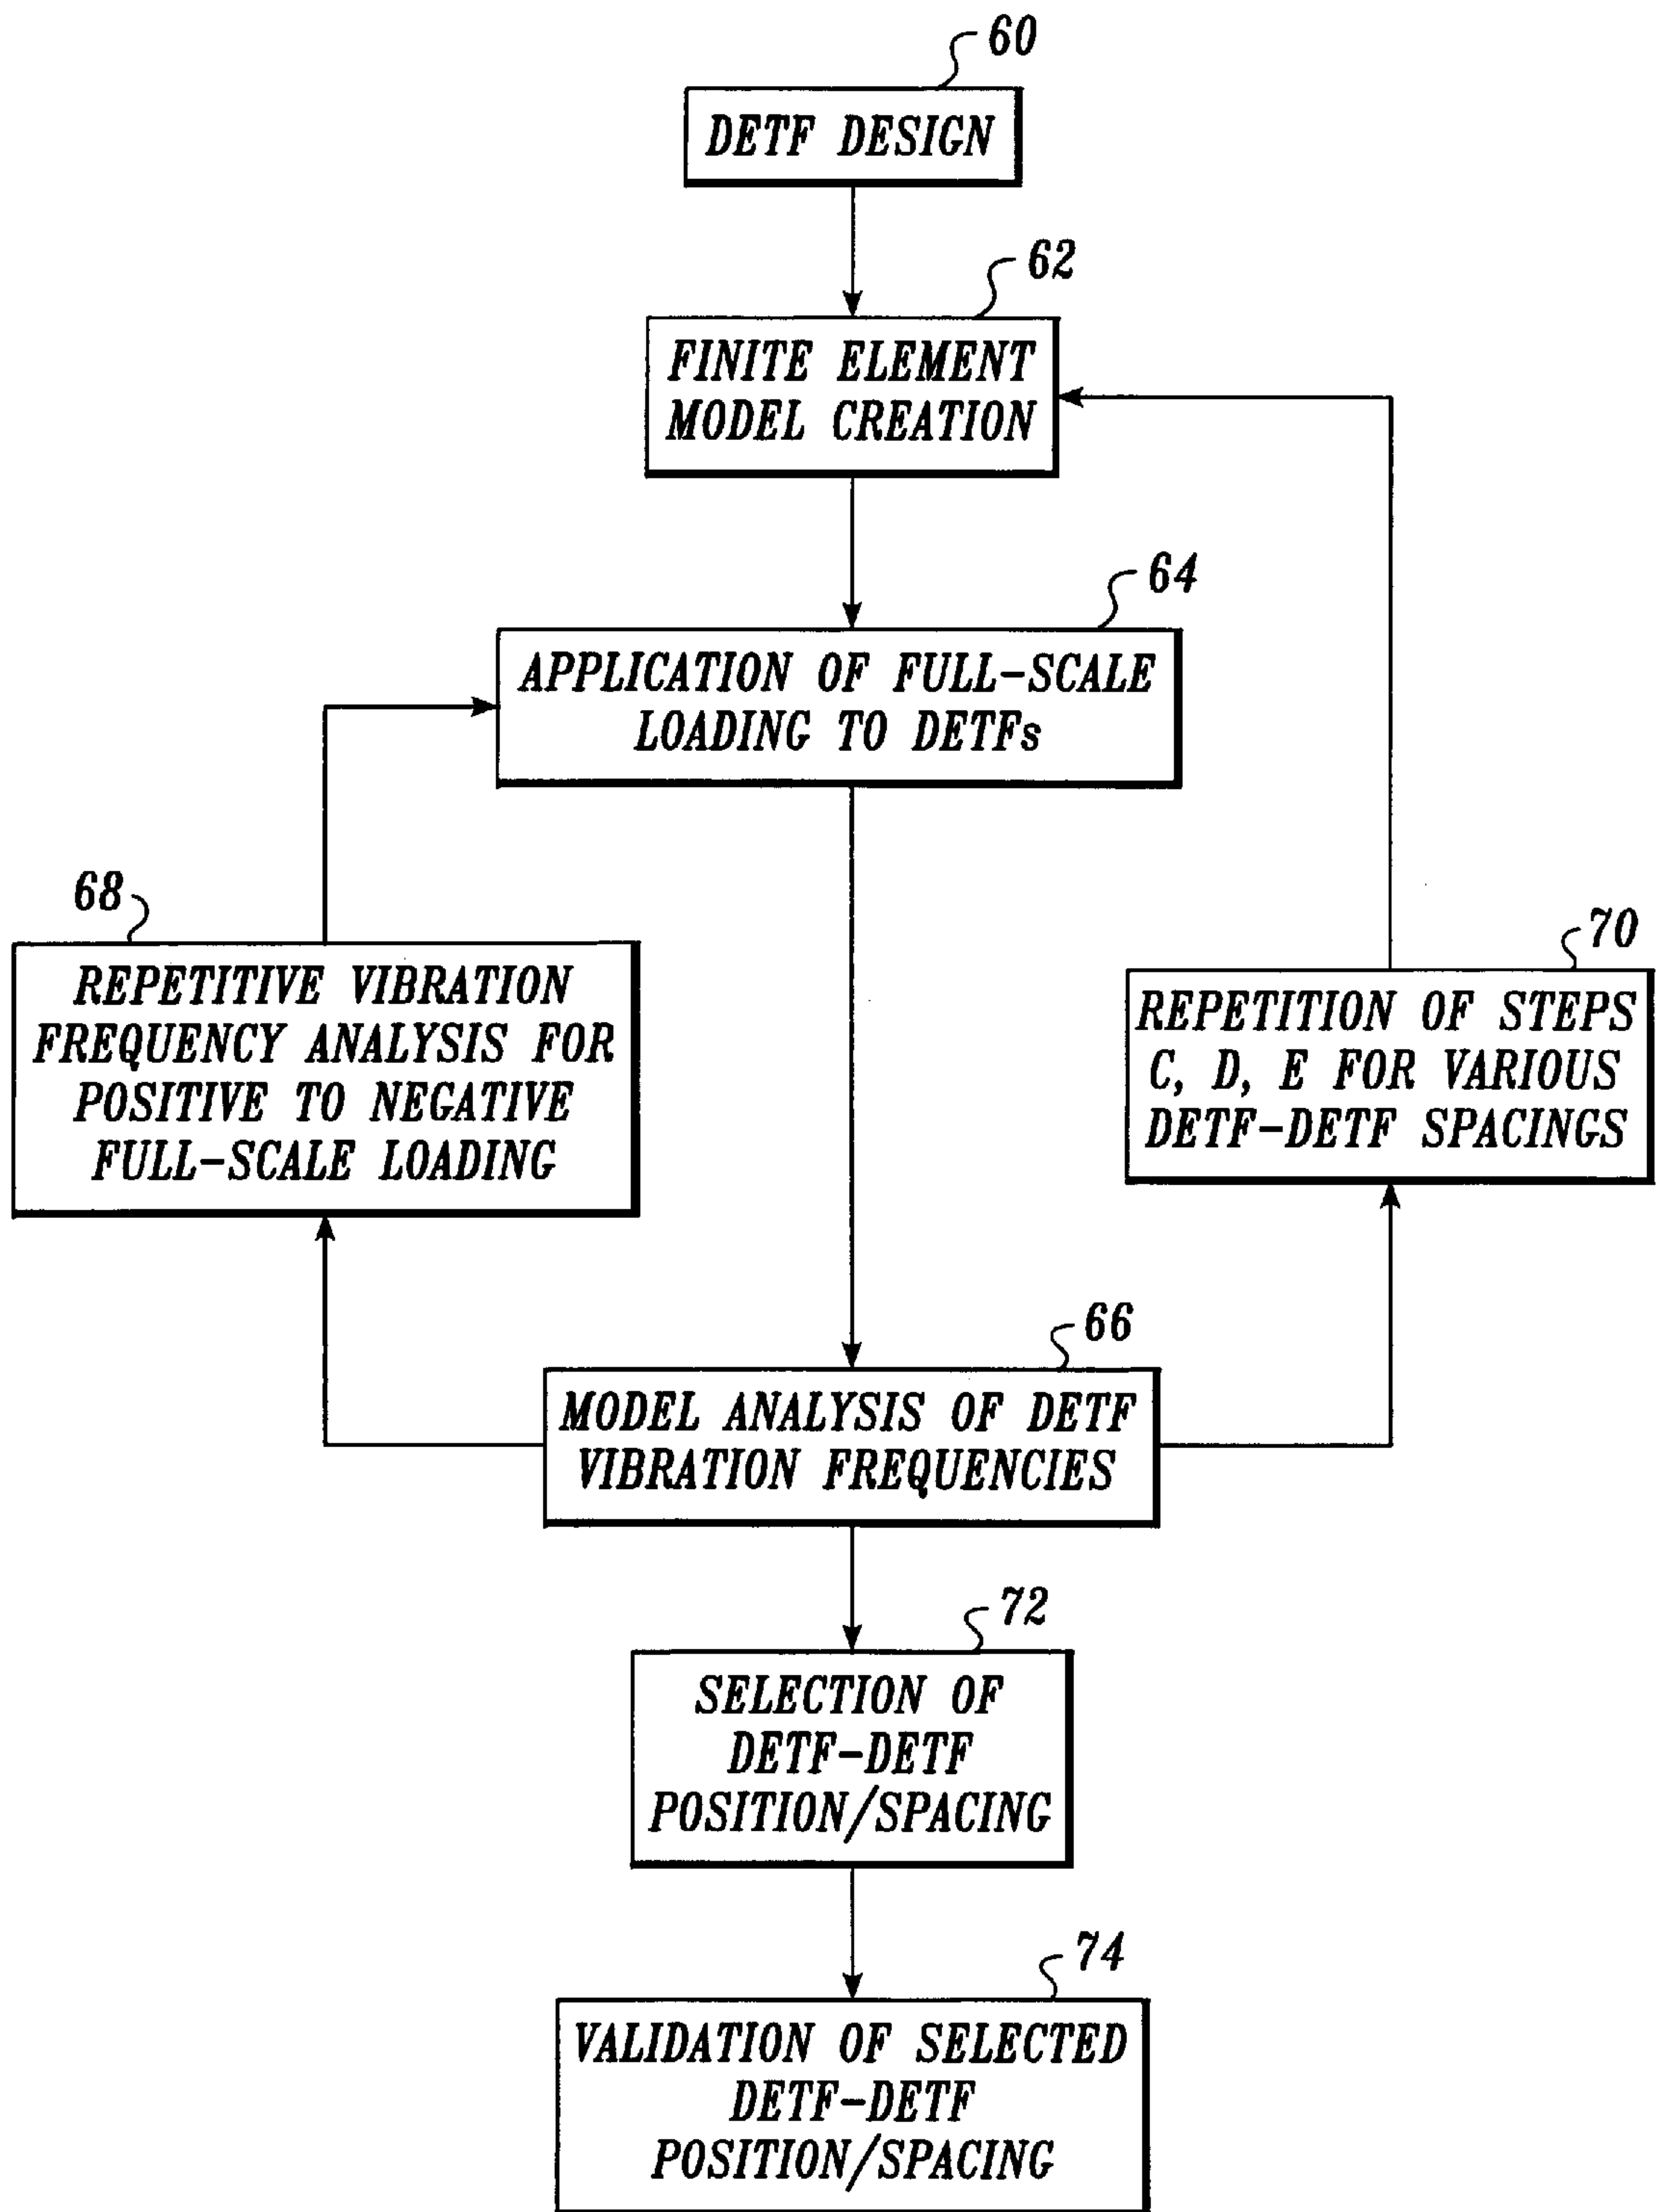 60
DETF DESIGN
62
FINITE ELEMENT
MODEL CREATION
64
APPLICATION OF FULL-SCALE
LOADING TO DETFs
68
REPETITIVE VIBRATION
FREQUENCY ANALYSIS FOR
POSITIVE TO NEGATIVE
FULL-SCALE LOADING
70
REPETITION OF STEPS
C, D, E FOR VARIOUS
DETF-DETF SPACINGS
66
MODEL ANALYSIS OF DETF
VIBRATION FREQUENCIES
72
SELECTION OF
DETF-DETF
POSITION/SPACING
74
VALIDATION OF SELECTED
DETF-DETF
POSITION/SPACING